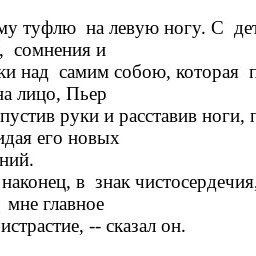 му туфлю на левую ногу. С дет
, сомнения и
ки над самим собою, которая п
на лицо, Пьер
пустив руки и расставив ноги, п
идая его новых
ний.
наконец, в знак чистосердечия,
мне главное
истрастие, -- сказал он.